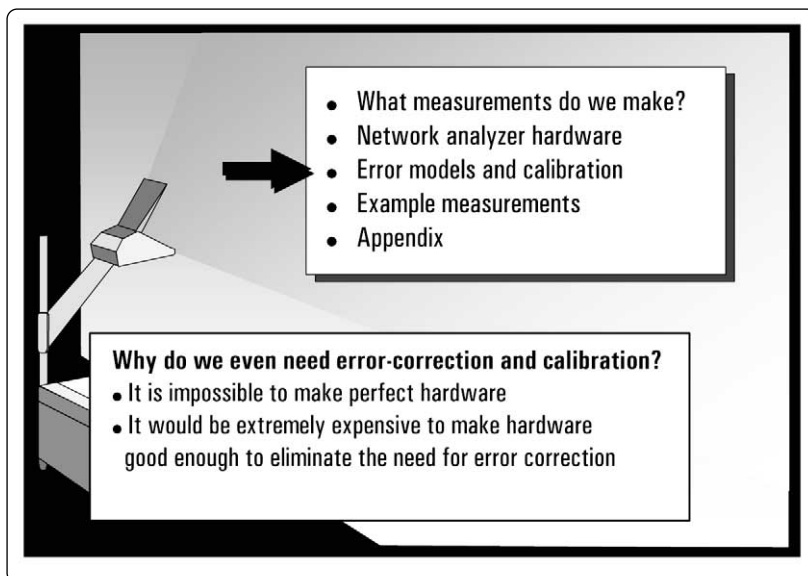 • What measurements do we make?
• Network analyzer hardware
• Error models and calibration
• Example measurements
• Appendix
Why do we even need error-correction and calibration?
• It is impossible to make perfect hardware
• It would be extremely expensive to make hardware
good enough to eliminate the need for error correction